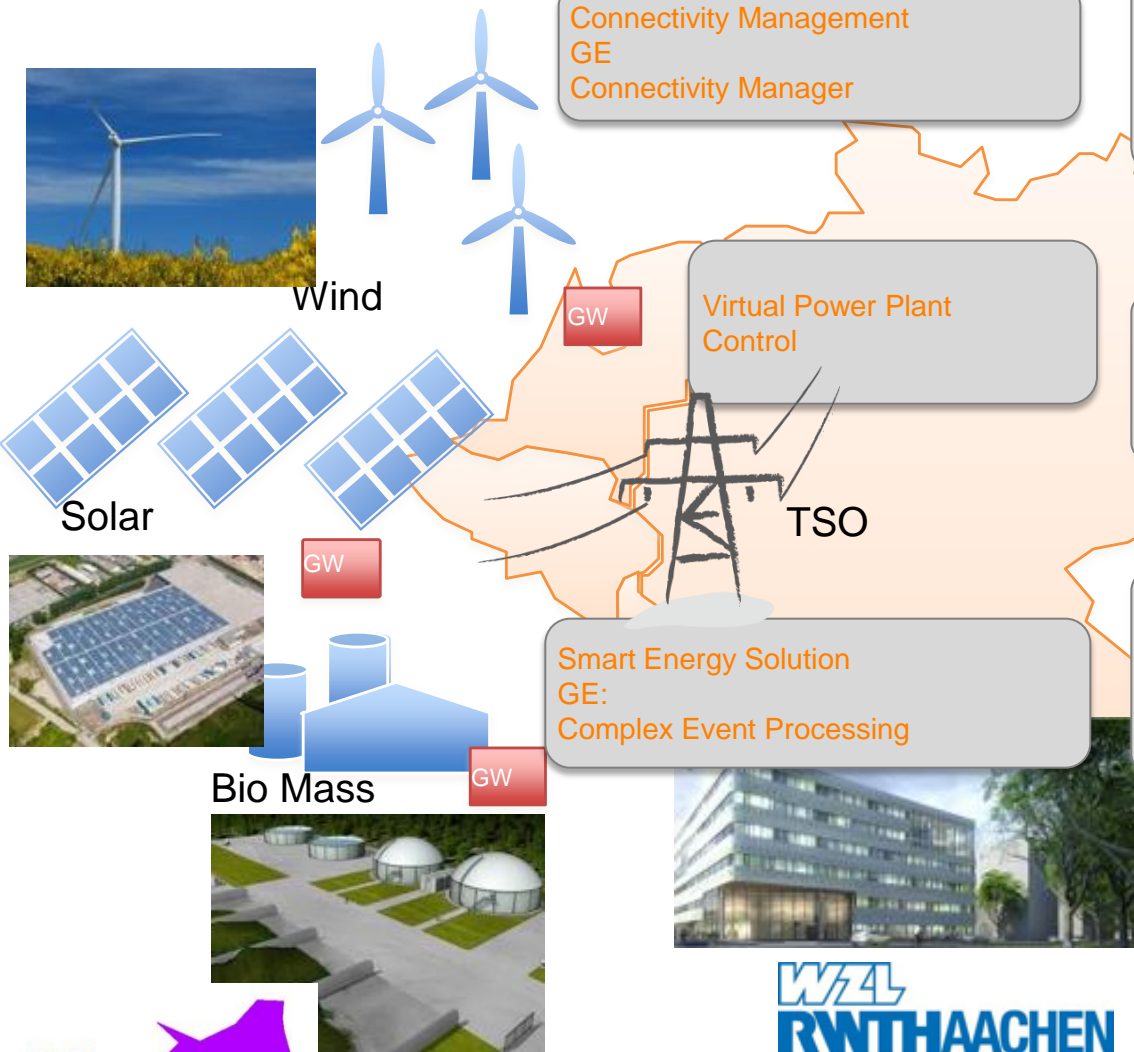 Connectivity Management
GE
Connectivity Manager
Wind
GW
Virtual Power Plant
Control
Solar
TSO
GW
Smart Energy Solution
GE:
Complex Event Processing
Bio Mass
GW
WZL
RWTHAACHEN